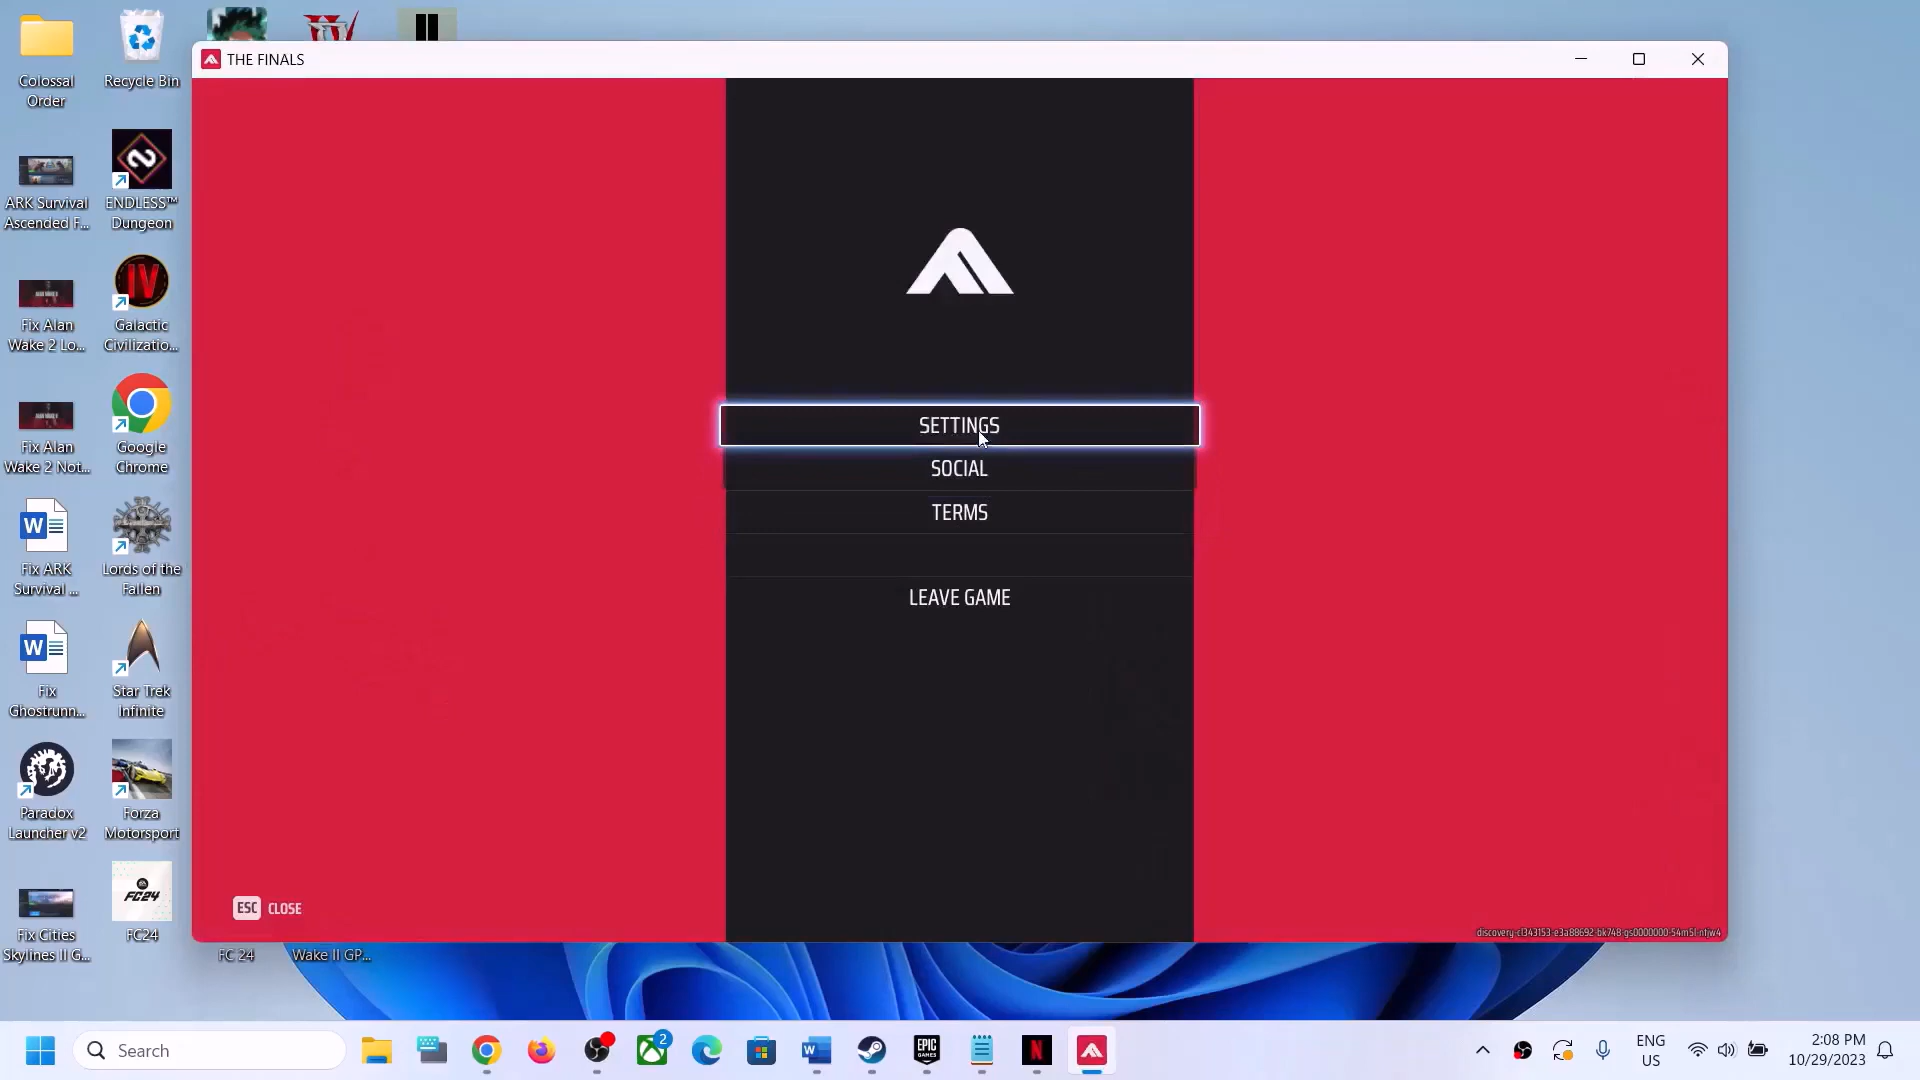 THE FINALS
Colossal
Order
Recycle Bin
ARK Survival
Ascended F...
ENDLESS™
Dungeon
Fix Alan
Wake 2 Lo...
Galactic
Civilizatio...
Fix Alan
Wake 2 Not...
Google
Chrome
Fix ARK
Survival ...
Lords of the
Fallen
Fix
Ghostrunn...
Star Trek
Infinite
Paradox
Launcher v2
Forza
Motorsport
Fix Cities
Skylines II G...
FC24
FC24
FC 24
Wake II GP...
SETTINGS
SOCIAL
TERMS
LEAVE GAME
ESC CLOSE
Search
2
EPIC
GAMES
ENG
US
2:08 PM
10/29/2023